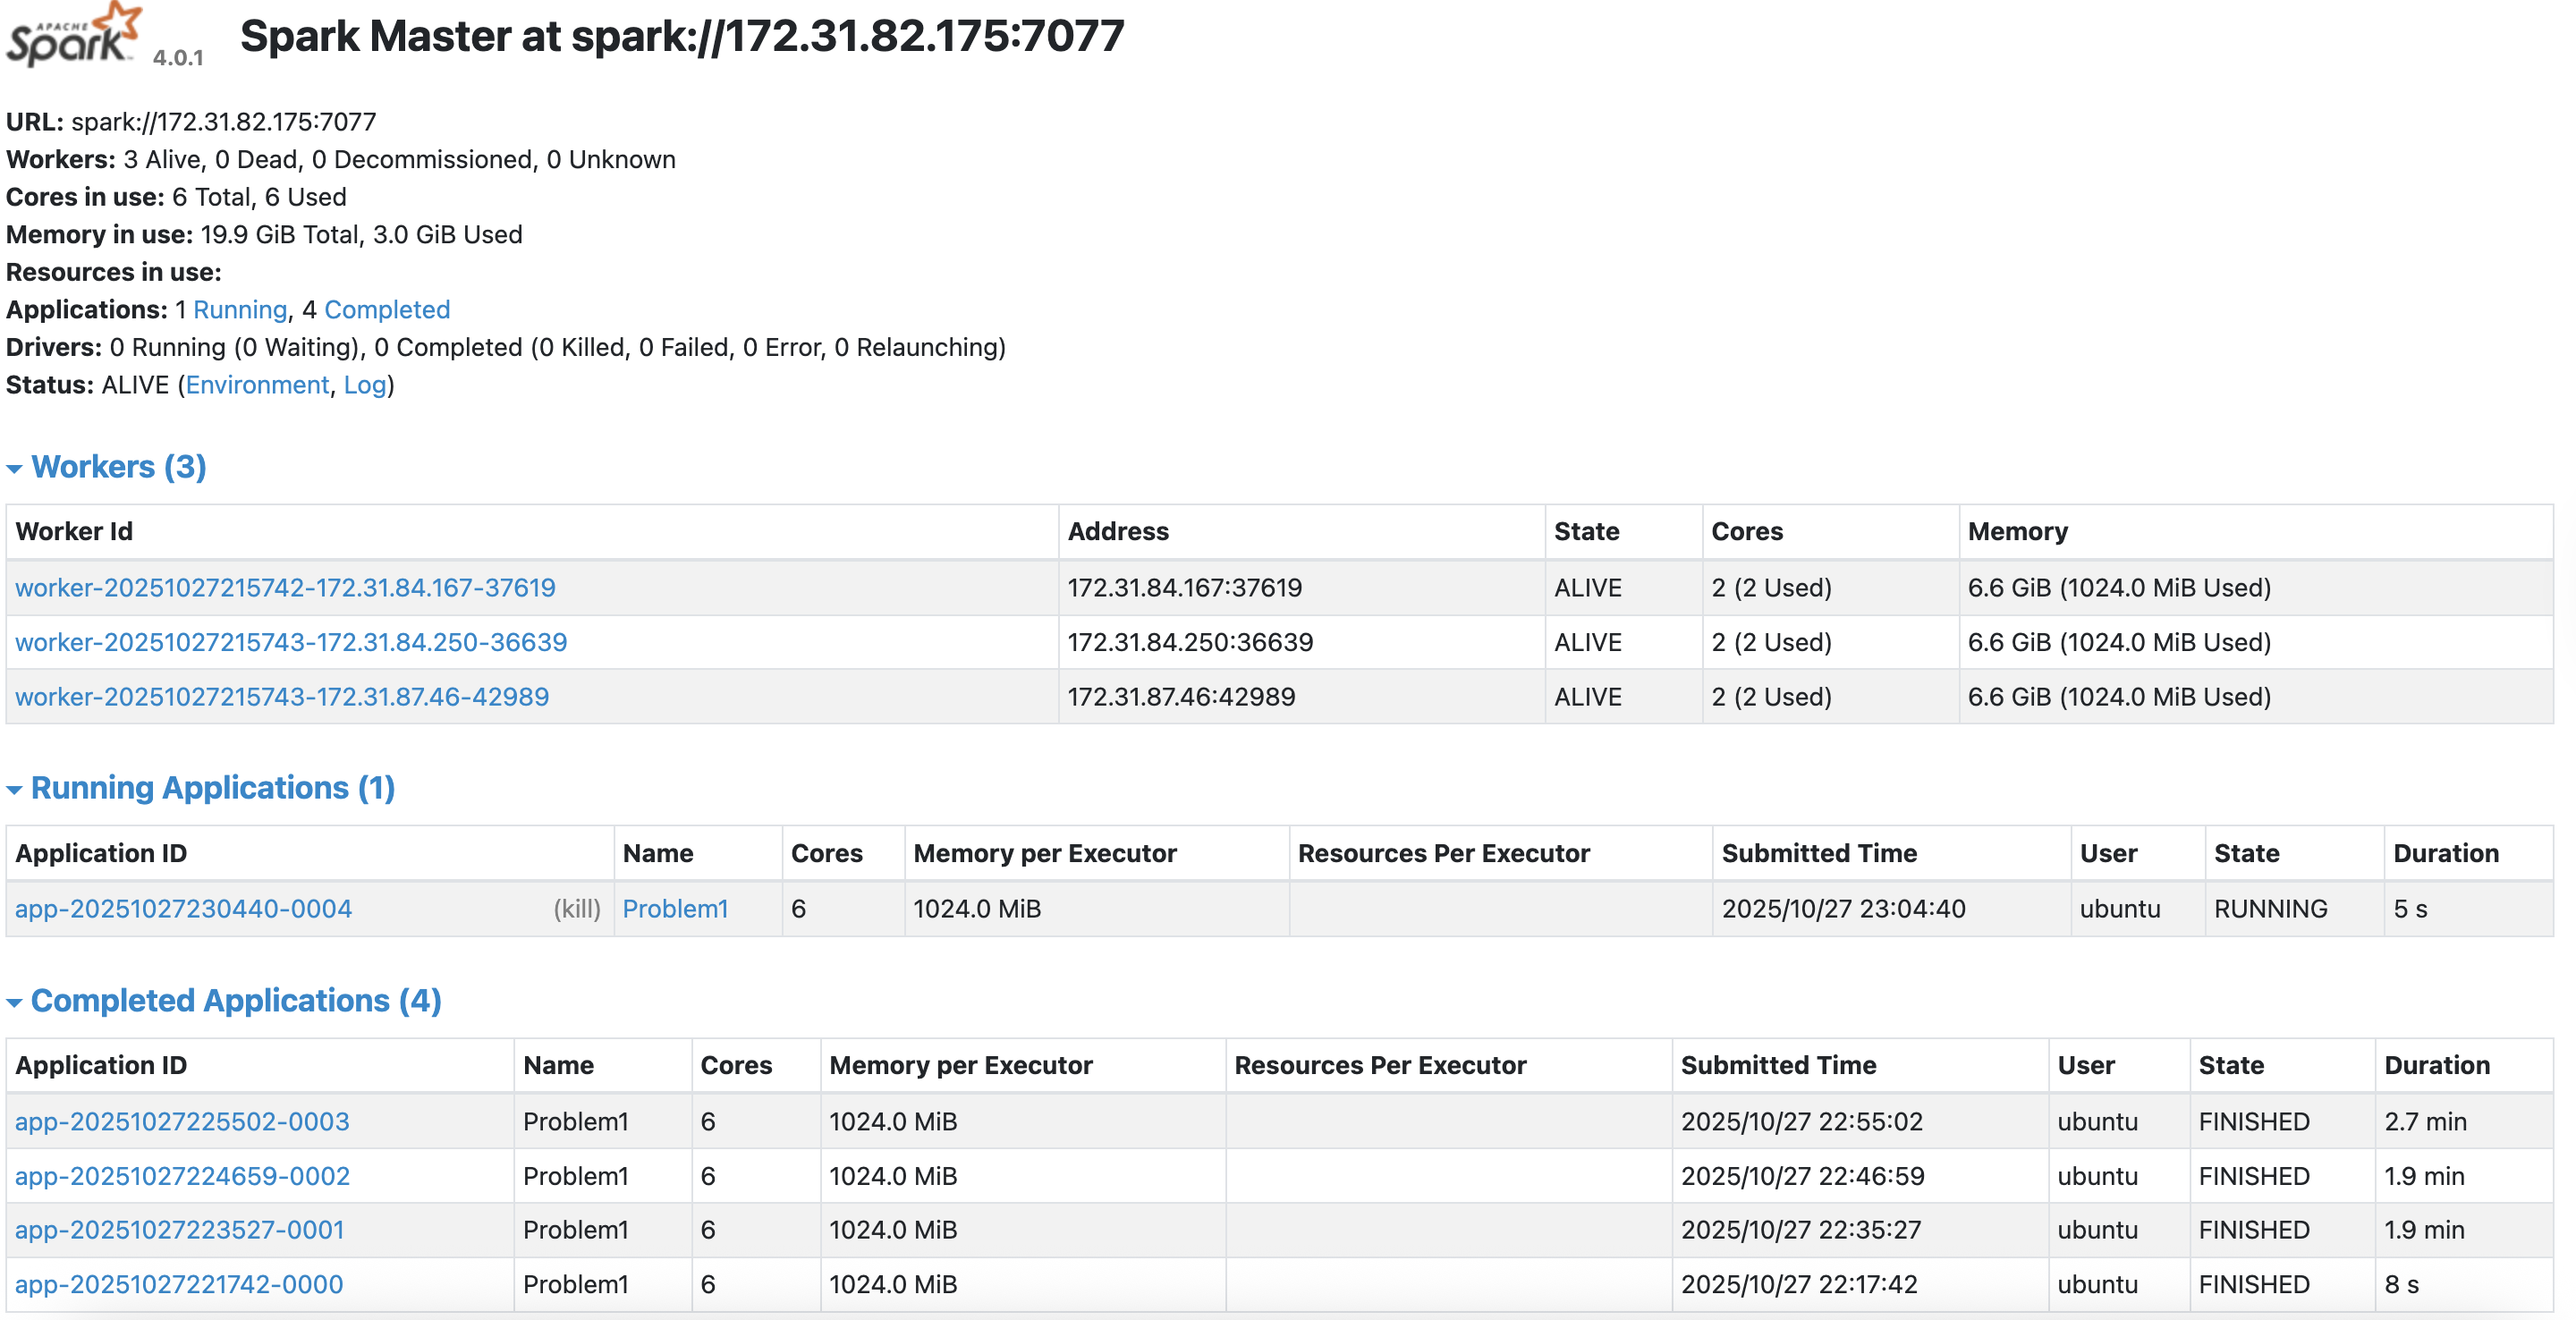 APACHE Spark 4.0.1 Spark Master at spark://172.31.82.175:7077
URL: spark://172.31.82.175:7077
Workers: 3 Alive, 0 Dead, 0 Decommissioned, 0 Unknown
Cores in use: 6 Total, 6 Used
Memory in use: 19.9 GiB Total, 3.0 GiB Used
Resources in use:
Applications: 1 Running, 4 Completed
Drivers: 0 Running (0 Waiting), 0 Completed (0 Killed, 0 Failed, 0 Error, 0 Relaunching)
Status: ALIVE (Environment, Log)
Workers (3)
Worker Id Address State Cores Memory
worker-20251027215742-172.31.84.167-37619 172.31.84.167:37619 ALIVE 2 (2 Used) 6.6 GiB (1024.0 MiB Used)
worker-20251027215743-172.31.84.250-36639 172.31.84.250:36639 ALIVE 2 (2 Used) 6.6 GiB (1024.0 MiB Used)
worker-20251027215743-172.31.87.46-42989 172.31.87.46:42989 ALIVE 2 (2 Used) 6.6 GiB (1024.0 MiB Used)
Running Applications (1)
Application ID Name Cores Memory per Executor Resources Per Executor Submitted Time User State Duration
app-20251027230440-0004 (kill) Problem1 6 1024.0 MiB 2025/10/27 23:04:40 ubuntu RUNNING 5 s
Completed Applications (4)
Application ID Name Cores Memory per Executor Resources Per Executor Submitted Time User State Duration
app-20251027225502-0003 Problem1 6 1024.0 MiB 2025/10/27 22:55:02 ubuntu FINISHED 2.7 min
app-20251027224659-0002 Problem1 6 1024.0 MiB 2025/10/27 22:46:59 ubuntu FINISHED 1.9 min
app-20251027223527-0001 Problem1 6 1024.0 MiB 2025/10/27 22:35:27 ubuntu FINISHED 1.9 min
app-20251027221742-0000 Problem1 6 1024.0 MiB 2025/10/27 22:17:42 ubuntu FINISHED 8 s